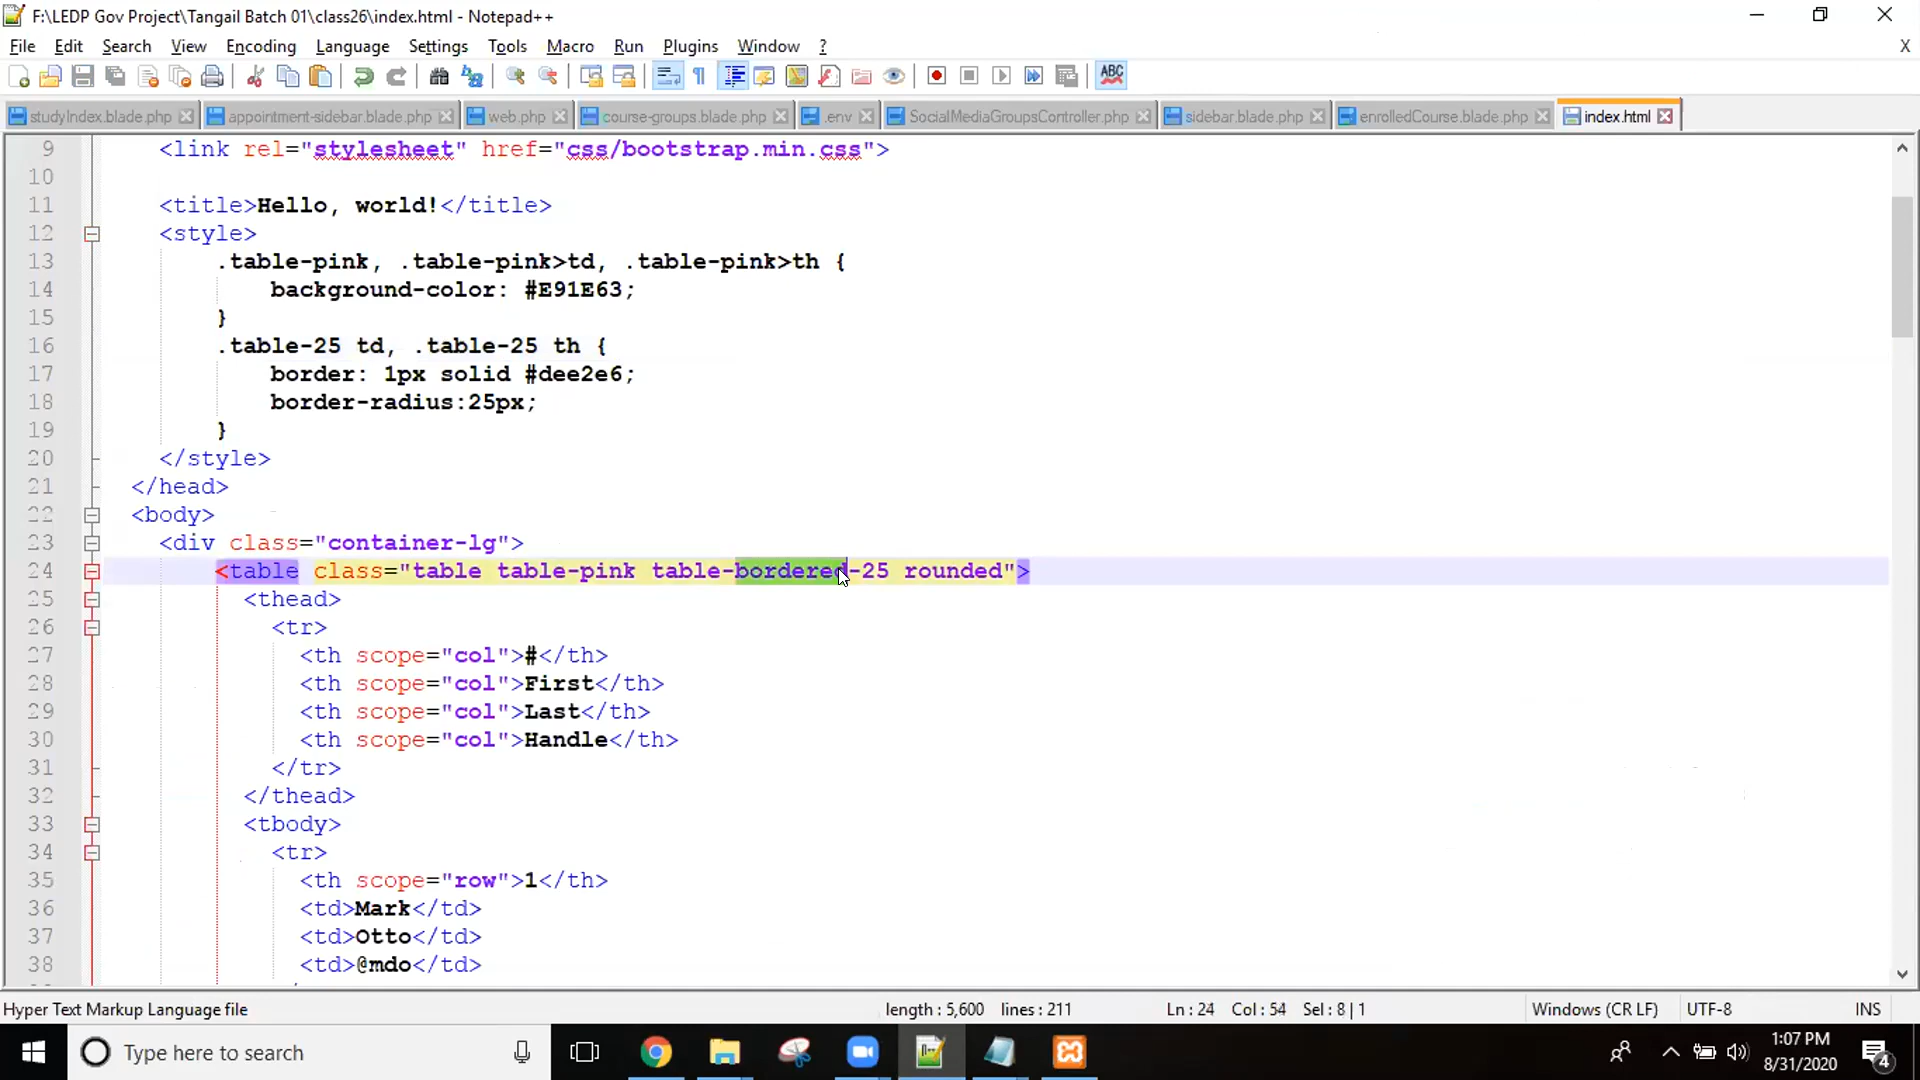 F:\LEDP Gov Project\Tangail Batch 01\class26\index.html - Notepad++
File Edit Search View Encoding Language Settings Tools Macro Run Plugins Window ? X
ABC
studyIndex.blade.php appointment-sidebar.blade.php web.php course-groups.blade.php .env SocialMediaGroupsController.php sidebar.blade.php enrolledCourse.blade.php index.html
9 <link rel="stylesheet" href="css/bootstrap.min.css">
10
11 <title>Hello, world!</title>
12 <style>
13 .table-pink, .table-pink>td, .table-pink>th {
14 background-color: #E91E63;
15 }
16 .table-25 td, .table-25 th {
17 border: 1px solid #dee2e6;
18 border-radius:25px;
19 }
20 </style>
21 </head>
22 <body>
23 <div class="container-lg">
24 <table class="table table-pink table-bordered-25 rounded">
25 <thead>
26 <tr>
27 <th scope="col">#</th>
28 <th scope="col">First</th>
29 <th scope="col">Last</th>
30 <th scope="col">Handle</th>
31 </tr>
32 </thead>
33 <tbody>
34 <tr>
35 <th scope="row">1</th>
36 <td>Mark</td>
37 <td>Otto</td>
38 <td>@mdo</td>
Hyper Text Markup Language file length : 5,600 lines : 211 Ln : 24 Col : 54 Sel : 8 | 1 Windows (CR LF) UTF-8 INS
Type here to search
1:07 PM
8/31/2020
4